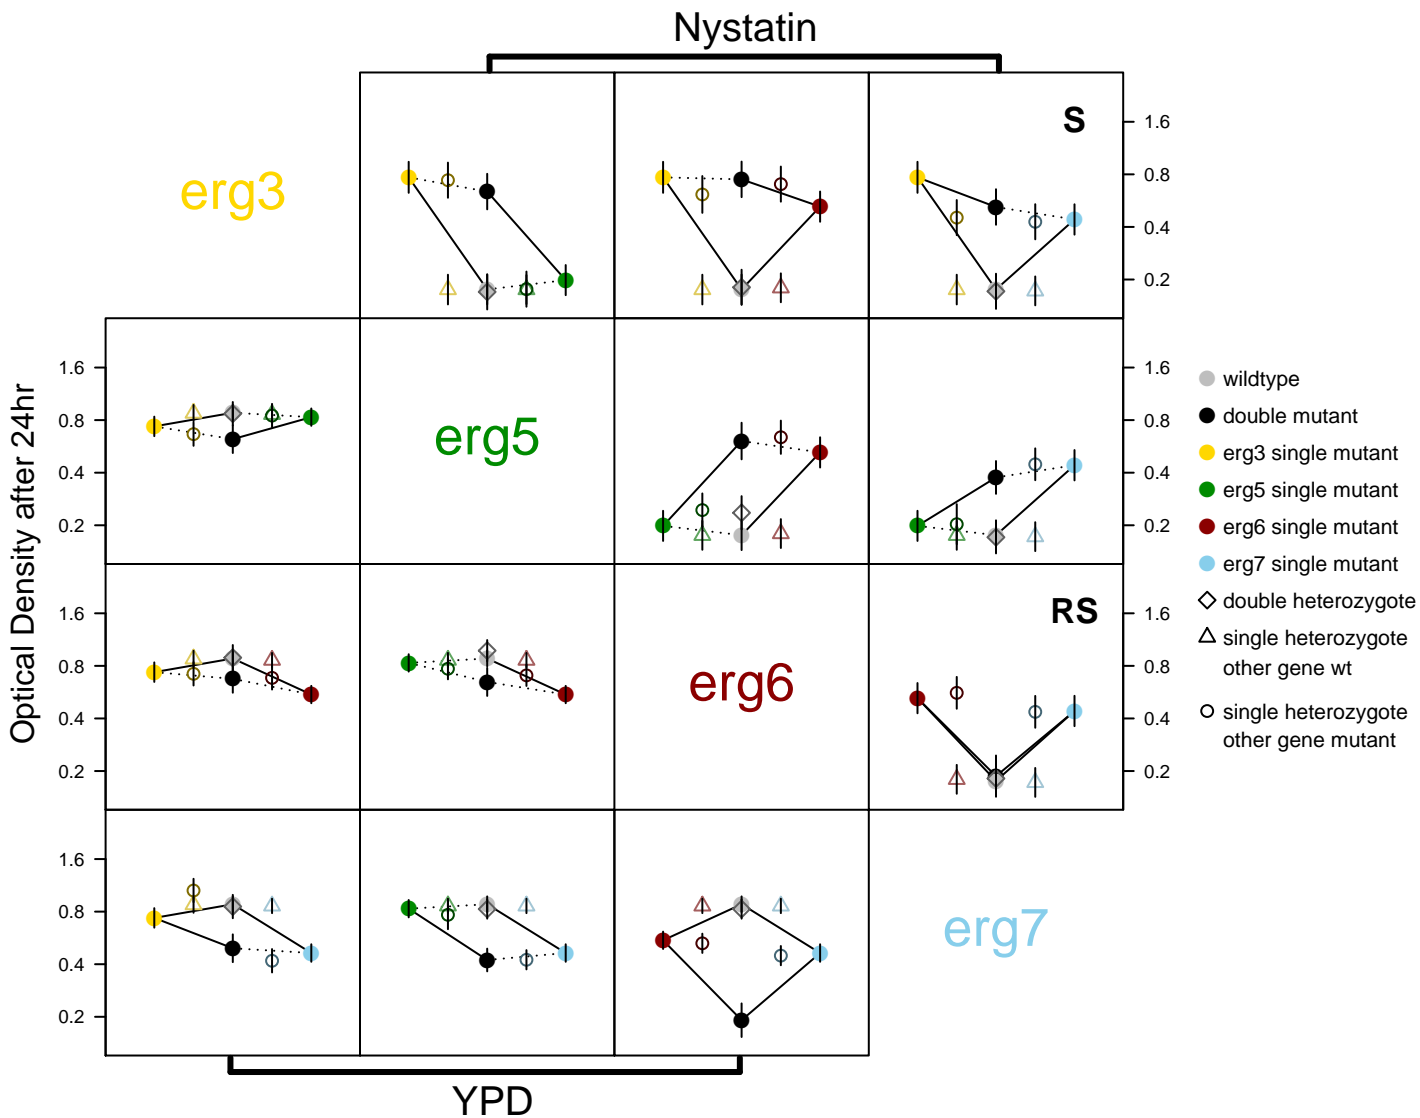 Nystatin
erg3
S
1.6
0.8
0.4
0.2
Optical Density after 24hr
1.6
0.8
0.4
0.2
erg5
1.6
0.8
0.4
0.2
wildtype
double mutant
erg3 single mutant
erg5 single mutant
erg6 single mutant
erg7 single mutant
double heterozygote
single heterozygote
other gene wt
single heterozygote
other gene mutant
1.6
0.8
0.4
0.2
erg6
RS
1.6
0.8
0.4
0.2
1.6
0.8
0.4
0.2
erg7
YPD